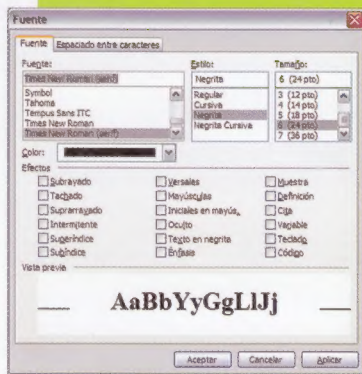 Fuente
Fuente Espaciado entre caracteres
Fuente: Estilo: Tamaño:
Times New Roman (serif) Negrita 6 (24 pto)
Symbol Regular 3 (12 pto)
Tahoma Cursiva 4 (14 pto)
Tempus Sans ITC Negrita 5 (18 pto)
Times New Roman Negrita Cursiva 6 (24 pto)
Times New Roman (serif) 7 (36 pto)
Color:
Efectos
Subrayado Versales Muestra
Tachado Mayúsculas Definición
Suprarrayado Iniciales en mayús. Cita
Intermitente Oculto Variable
Superíndice Texto en negrita Teclado
Subíndice Énfasis Código
Vista previa
AaBbYyGgLlJj
Aceptar Cancelar Aplicar